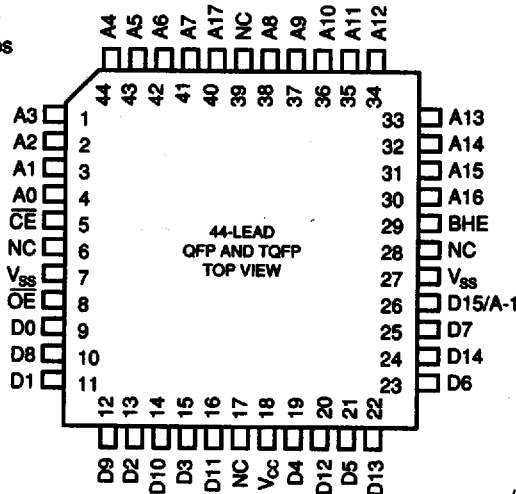 os
A4 A5 A6 A7 A17 NC A8 A9 A10 A11 A12
44 43 42 41 40 39 38 37 36 35 34
A3 1
A2 2
A1 3
A0 4
CE 5
NC 6
VSS 7
OE 8
D0 9
D8 10
D1 11
44-LEAD
QFP AND TQFP
TOP VIEW
33 A13
32 A14
31 A15
30 A16
29 BHE
28 NC
27 VSS
26 D15/A-1
25 D7
24 D14
23 D6
12 13 14 15 16 17 18 19 20 21 22
D9 D2 D10 D3 D11 NC VCC D4 D12 D5 D13